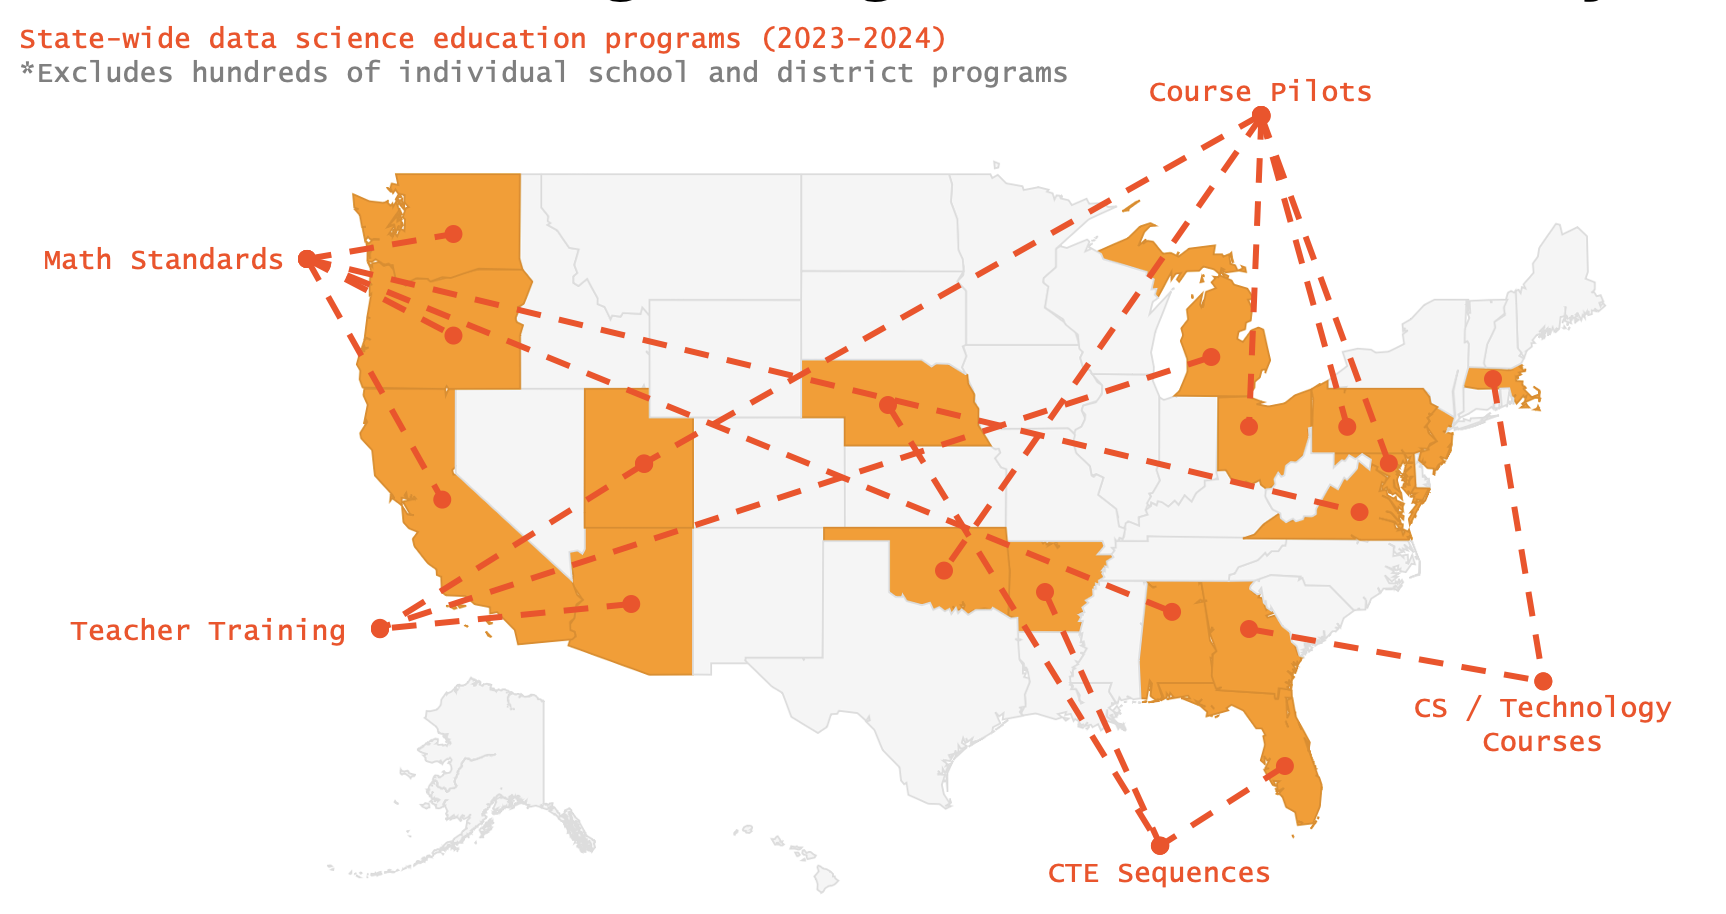 State-wide data science education programs (2023-2024)
*Excludes hundreds of individual school and district programs
Course Pilots
Math Standards
Teacher Training
CS / Technology
Courses
CTE Sequences